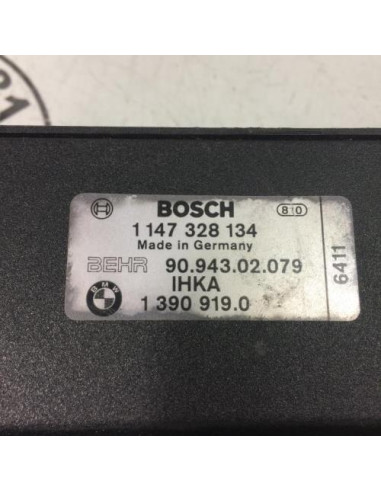 BOSCH
1 147 328 134
Made in Germany
BEHR 90.943.02.079
IHKA
BMW
1 390 919.0
6411